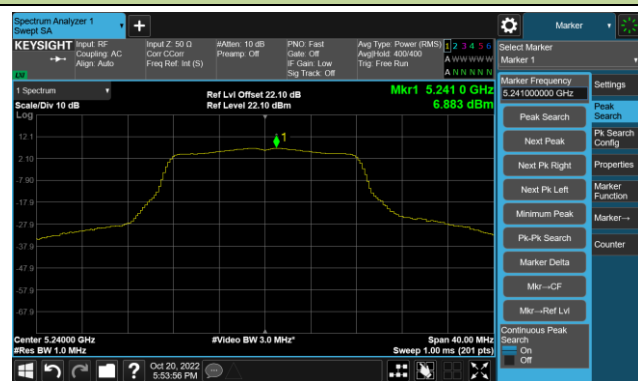 Spectrum Analyzer 1
Swept SA
Marker
KEYSIGHT
Input: RF
Coupling: AC
Align: Auto
Input Z: 50 Ω
Corr CCorr
Freq Ref: Int (S)
#Atten: 10 dB
Preamp: Off
PNO: Fast
Gate: Off
IF Gain: Low
Sig Track: Off
Avg Type: Power (RMS)
Avg|Hold: 400/400
Trig: Free Run
1 2 3 4 5 6
A W W W W W
A N N N N N
Select Marker
Marker 1
1 Spectrum
Scale/Div 10 dB
Log
Ref Lvl Offset 22.10 dB
Ref Level 22.10 dBm
Mkr1 5.241 0 GHz
6.883 dBm
1
12.1
2.10
-7.90
-17.9
-27.9
-37.9
-47.9
-57.9
-67.9
Center 5.24000 GHz
#Res BW 1.0 MHz
#Video BW 3.0 MHz*
Span 40.00 MHz
Sweep 1.00 ms (201 pts)
Marker Frequency
5.241000000 GHz
Peak Search
Next Peak
Next Pk Right
Next Pk Left
Minimum Peak
Pk-Pk Search
Marker Delta
Mkr→CF
Mkr→Ref Lvl
Continuous Peak
Search
On
Off
Settings
Peak
Search
Pk Search
Config
Properties
Marker
Function
Marker→
Counter
?
Oct 20, 2022
5:53:56 PM